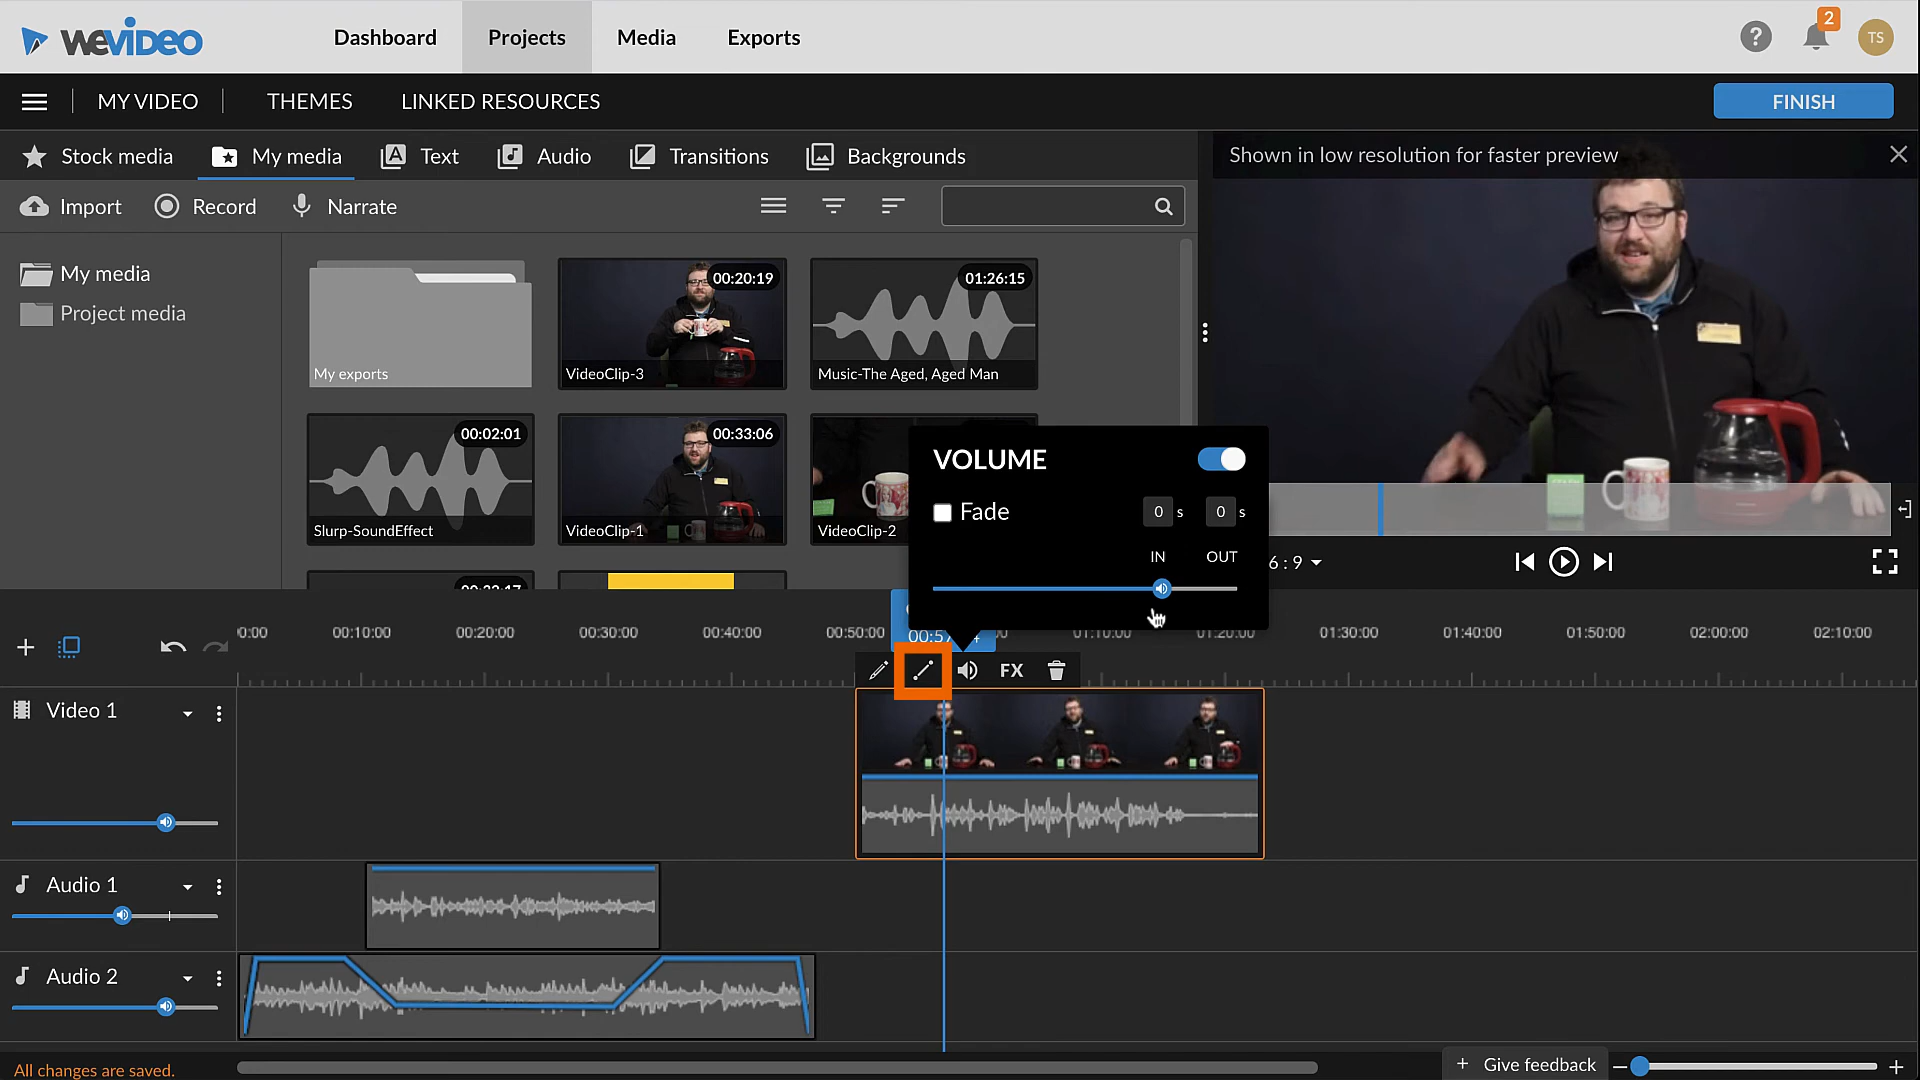 WEVIDEO Dashboard Projects Media Exports 2 TS
MY VIDEO THEMES LINKED RESOURCES FINISH
Stock media My media Text Audio Transitions Backgrounds
Shown in low resolution for faster preview
Import Record Narrate
My media
Project media
00:20:19
01:26:15
My exports
VideoClip-3
Music-The Aged, Aged Man
00:02:01
00:33:06
Slurp-SoundEffect
VideoClip-1
VideoClip-2
VOLUME
Fade 0 s 0 s
IN OUT
6 : 9
0:00 00:10:00 00:20:00 00:30:00 00:40:00 00:50:00 01:10:00 01:20:00 01:30:00 01:40:00 01:50:00 02:00:00 02:10:00
FX
Video 1
Audio 1
Audio 2
All changes are saved.
+ Give feedback